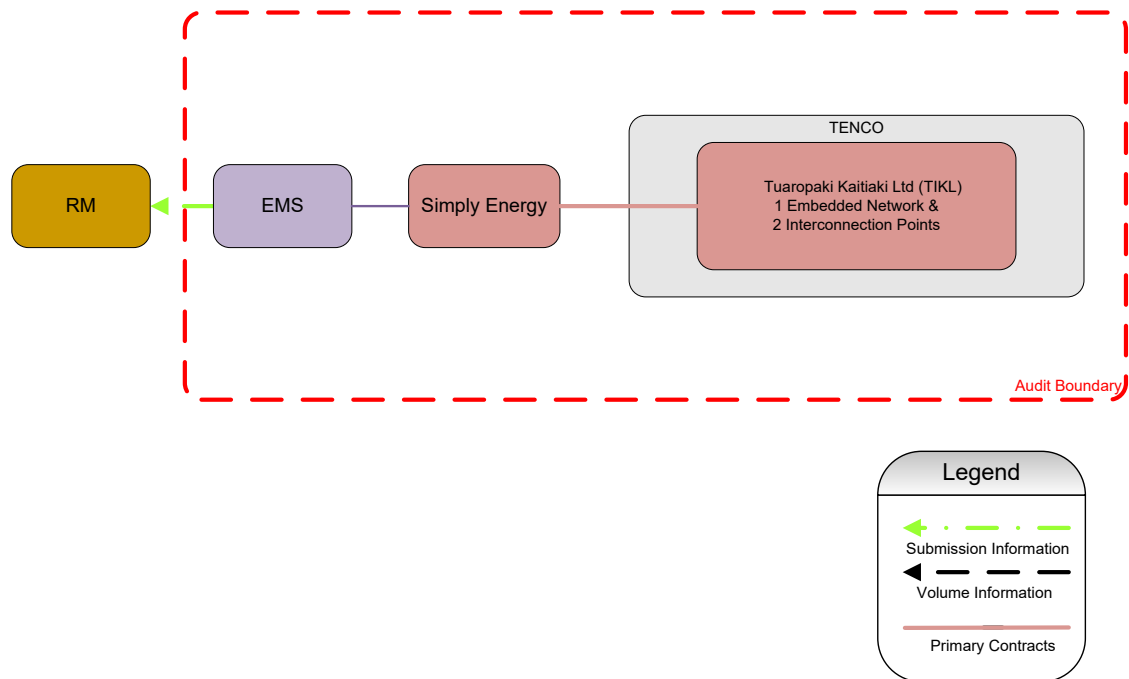 TENCO
RM
EMS
Simply Energy
Tuaropaki Kaitiaki Ltd (TIKL)
1 Embedded Network &
2 Interconnection Points
Audit Boundary
Legend
Submission Information
Volume Information
Primary Contracts